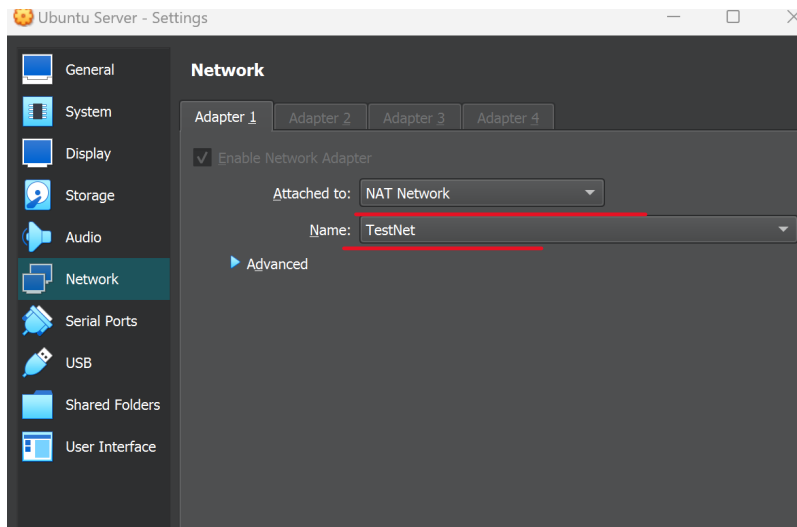 Ubuntu Server - Settings
General
System
Display
Storage
Audio
Network
Serial Ports
USB
Shared Folders
User Interface
Network
Adapter 1 Adapter 2 Adapter 3 Adapter 4
Enable Network Adapter
Attached to: NAT Network
Name: TestNet
Advanced